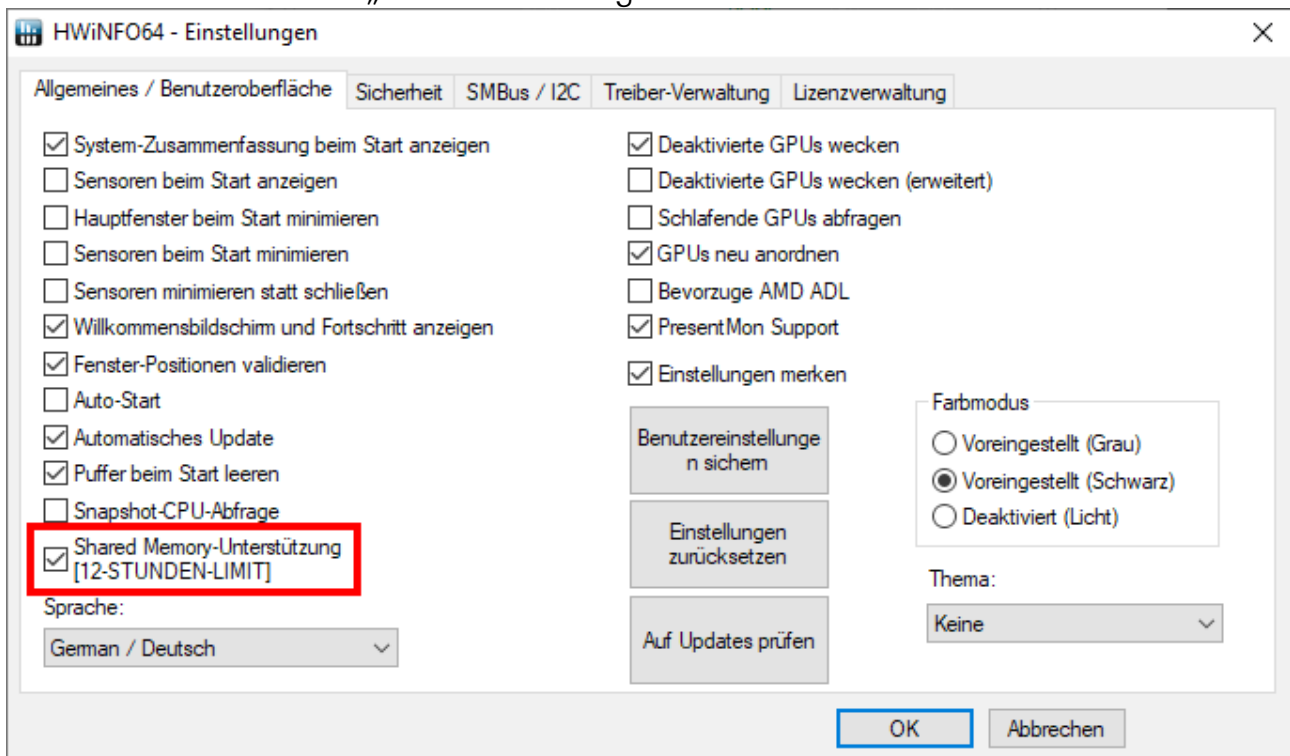 HWiNFO64 - Einstellungen
Allgemeines / Benutzeroberfläche
Sicherheit
SMBus / I2C
Treiber-Verwaltung
Lizenzverwaltung
System-Zusammenfassung beim Start anzeigen
Sensoren beim Start anzeigen
Hauptfenster beim Start minimieren
Sensoren beim Start minimieren
Sensoren minimieren statt schließen
Willkommensbildschirm und Fortschritt anzeigen
Fenster-Positionen validieren
Auto-Start
Automatisches Update
Puffer beim Start leeren
Snapshot-CPU-Abfrage
Shared Memory-Unterstützung
[12-STUNDEN-LIMIT]
Sprache:
German / Deutsch
Deaktivierte GPUs wecken
Deaktivierte GPUs wecken (erweitert)
Schlafende GPUs abfragen
GPUs neu anordnen
Bevorzuge AMD ADL
PresentMon Support
Einstellungen merken
Benutzereinstellunge
n sichern
Einstellungen
zurücksetzen
Auf Updates prüfen
Farbmodus
Voreingestellt (Grau)
Voreingestellt (Schwarz)
Deaktiviert (Licht)
Thema:
Keine
OK
Abbrechen